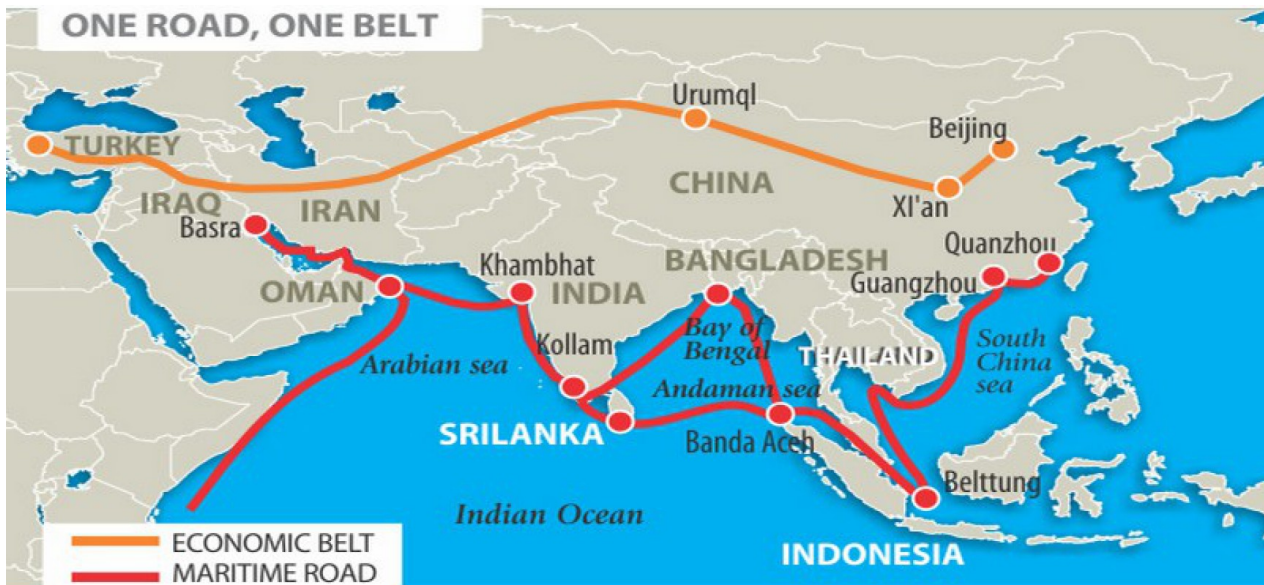 ONE ROAD, ONE BELT
Urumql
Beijing
TURKEY
CHINA
IRAQ
IRAN
XI'an
Basra
Quanzhou
Khambhat
BANGLADESH
Guangzhou
OMAN
INDIA
Bay of
Bengal
South
China
sea
Kollam
THAILAND
Arabian sea
Andaman sea
SRILANKA
Banda Aceh
Belttung
Indian Ocean
INDONESIA
ECONOMIC BELT
MARITIME ROAD